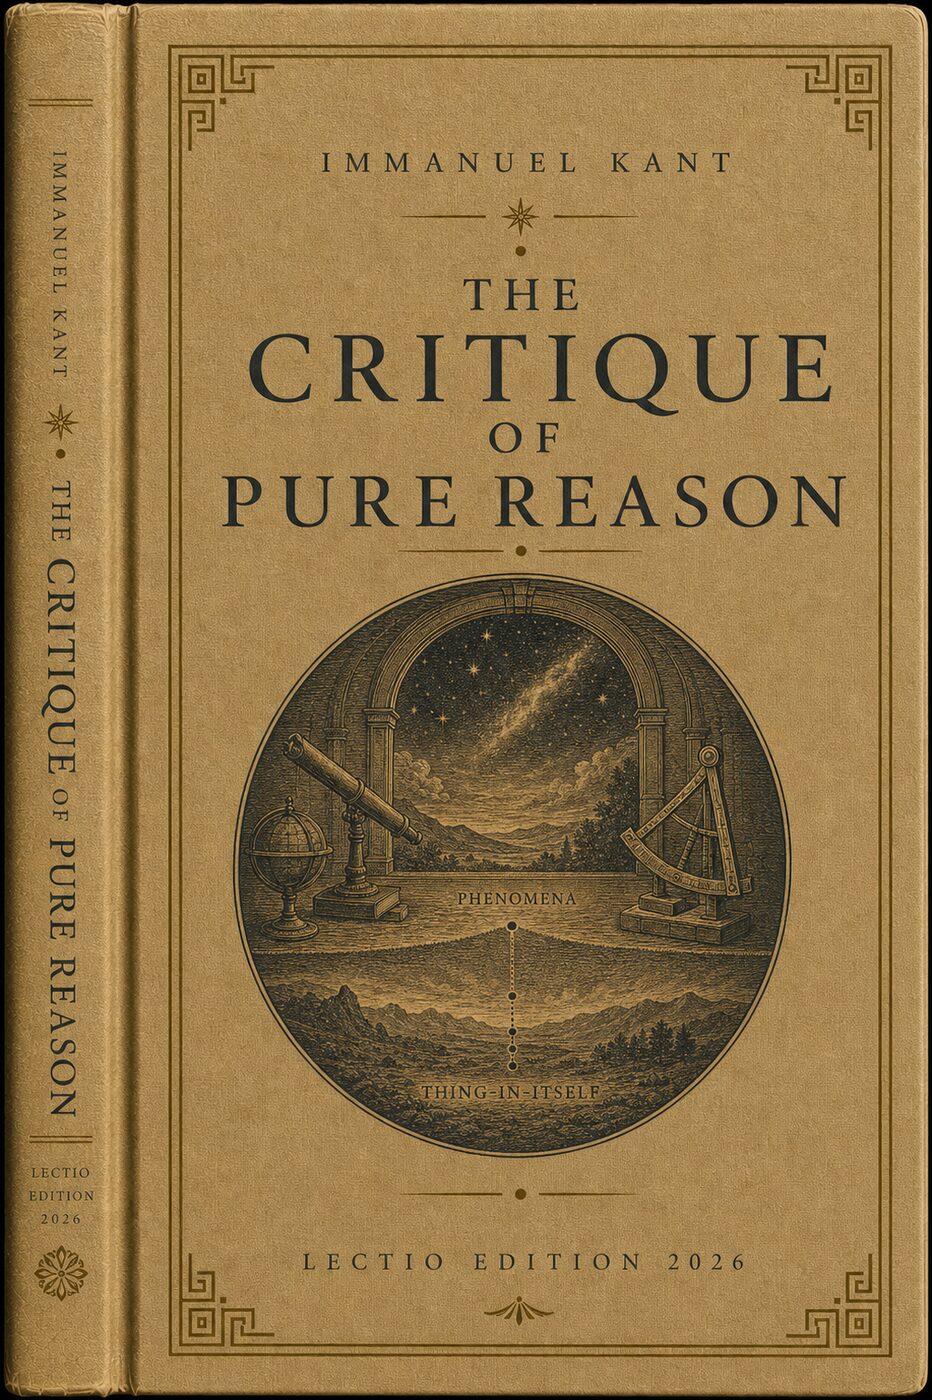 IMMANUEL KANT
THE CRITIQUE OF PURE REASON
LECTIO
EDITION
2026
IMMANUEL KANT
THE
CRITIQUE
OF
PURE REASON
PHENOMENA
THING-IN-ITSELF
LECTIO EDITION 2026